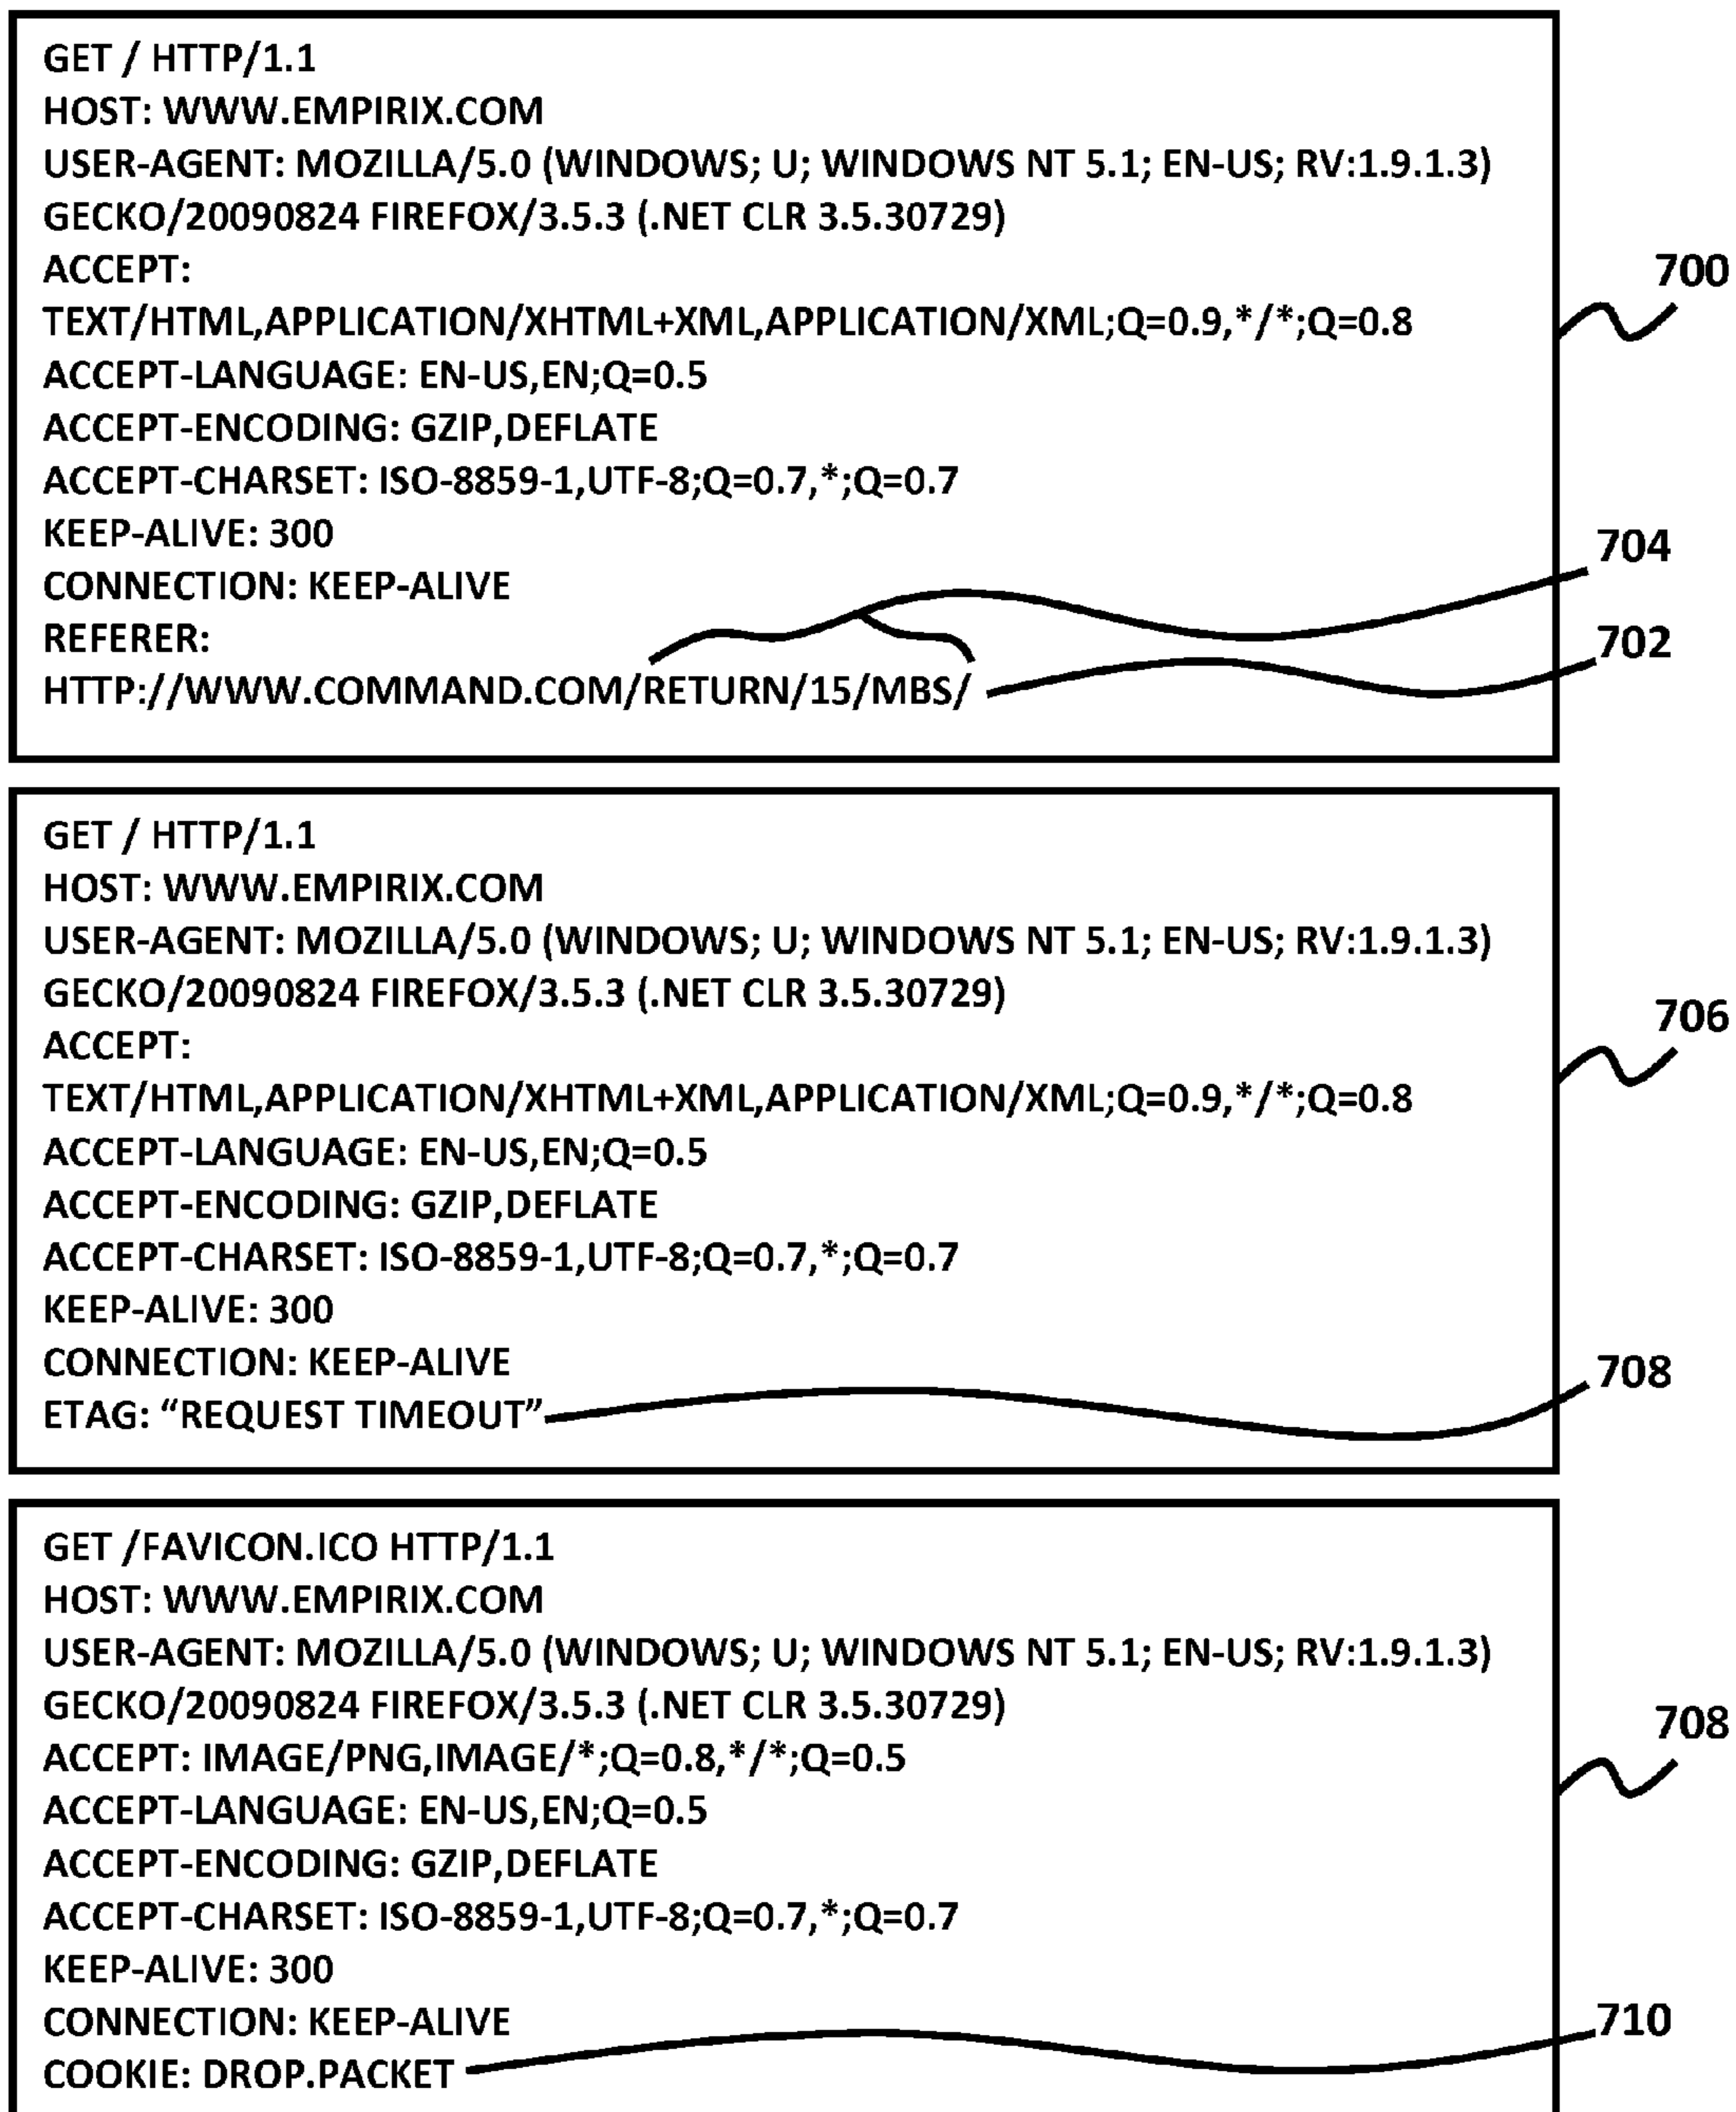 GET / HTTP/1.1
HOST: WWW.EMPIRIX.COM
USER-AGENT: MOZILLA/5.0 (WINDOWS; U; WINDOWS NT 5.1; EN-US; RV:1.9.1.3)
GECKO/20090824 FIREFOX/3.5.3 (.NET CLR 3.5.30729)
ACCEPT:
700
TEXT/HTML,APPLICATION/XHTML+XML,APPLICATION/XML;Q=0.9,*/*;Q=0.8
ACCEPT-LANGUAGE: EN-US,EN;Q=0.5
ACCEPT-ENCODING: GZIP,DEFLATE
ACCEPT-CHARSET: ISO-8859-1,UTF-8;Q=0.7,*;Q=0.7
KEEP-ALIVE: 300
704
CONNECTION: KEEP-ALIVE
REFERER:
702
HTTP://WWW.COMMAND.COM/RETURN/15/MBS/
GET / HTTP/1.1
HOST: WWW.EMPIRIX.COM
USER-AGENT: MOZILLA/5.0 (WINDOWS; U; WINDOWS NT 5.1; EN-US; RV:1.9.1.3)
GECKO/20090824 FIREFOX/3.5.3 (.NET CLR 3.5.30729)
706
ACCEPT:
TEXT/HTML,APPLICATION/XHTML+XML,APPLICATION/XML;Q=0.9,*/*;Q=0.8
ACCEPT-LANGUAGE: EN-US,EN;Q=0.5
ACCEPT-ENCODING: GZIP,DEFLATE
ACCEPT-CHARSET: ISO-8859-1,UTF-8;Q=0.7,*;Q=0.7
KEEP-ALIVE: 300
CONNECTION: KEEP-ALIVE
708
ETAG: “REQUEST TIMEOUT”
GET /FAVICON.ICO HTTP/1.1
HOST: WWW.EMPIRIX.COM
USER-AGENT: MOZILLA/5.0 (WINDOWS; U; WINDOWS NT 5.1; EN-US; RV:1.9.1.3)
GECKO/20090824 FIREFOX/3.5.3 (.NET CLR 3.5.30729)
708
ACCEPT: IMAGE/PNG,IMAGE/*;Q=0.8,*/*;Q=0.5
ACCEPT-LANGUAGE: EN-US,EN;Q=0.5
ACCEPT-ENCODING: GZIP,DEFLATE
ACCEPT-CHARSET: ISO-8859-1,UTF-8;Q=0.7,*;Q=0.7
KEEP-ALIVE: 300
CONNECTION: KEEP-ALIVE
710
COOKIE: DROP.PACKET